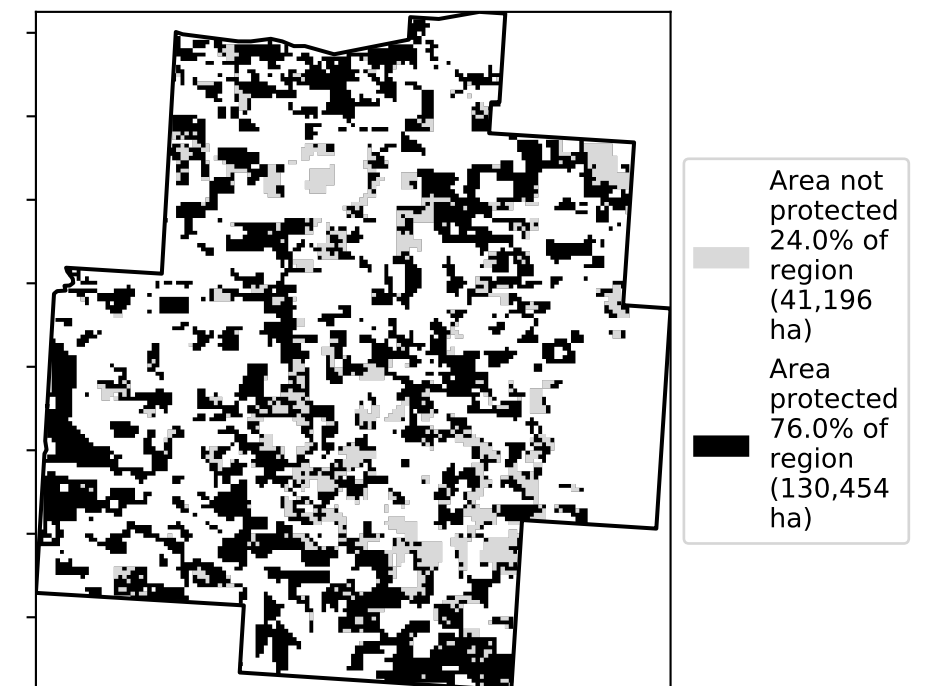 Area not
protected
24.0% of
region
(41,196
ha)
Area
protected
76.0% of
region
(130,454
ha)